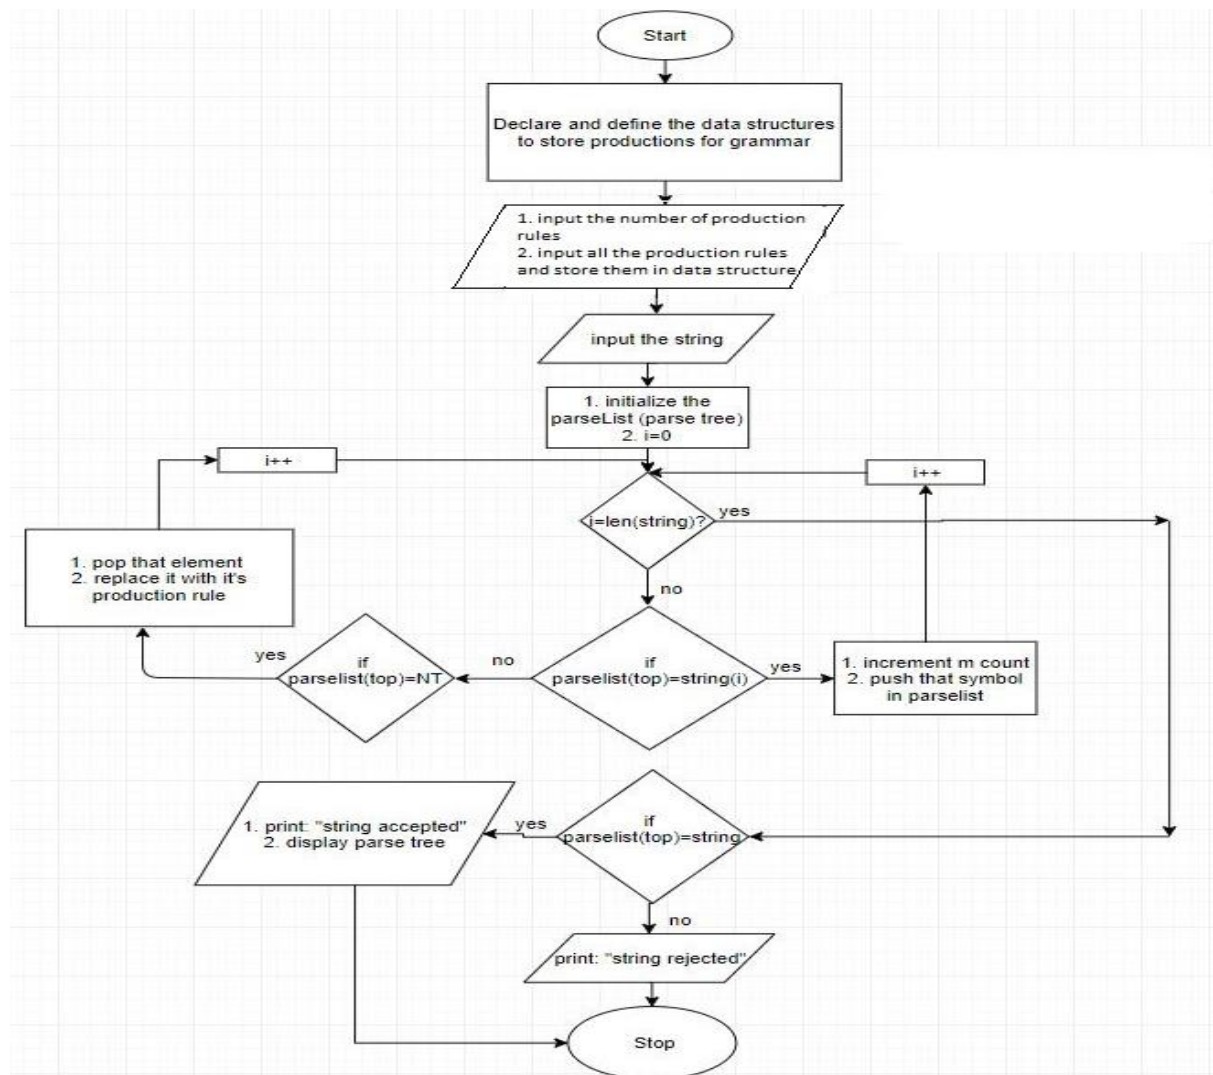 Start
Declare and define the data structures
to store productions for grammar
1. input the number of production
rules
2. input all the production rules
and store them in data structure
input the string
1. initialize the
parseList (parse tree)
2. i=0
i++
i++
i=len(string)?
yes
no
1. pop that element
2. replace it with it's
production rule
yes
if
parselist(top)=NT
no
if
parselist(top)=string(i)
yes
1. increment m count
2. push that symbol
in parselist
1. print: "string accepted"
2. display parse tree
yes
if
parselist(top)=string
no
print: "string rejected"
Stop